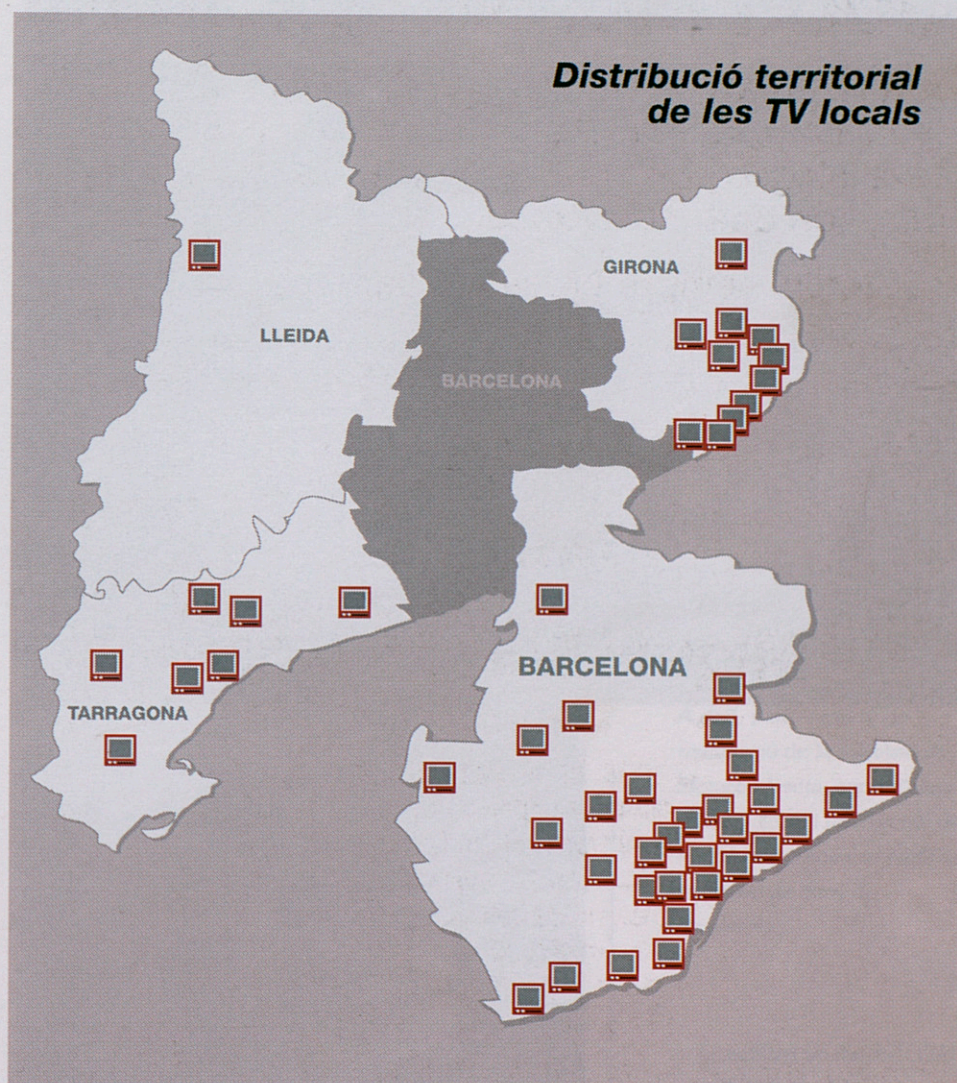 Distribució territorial
de les TV locals
GIRONA
LLEIDA
BARCELONA
BARCELONA
TARRAGONA